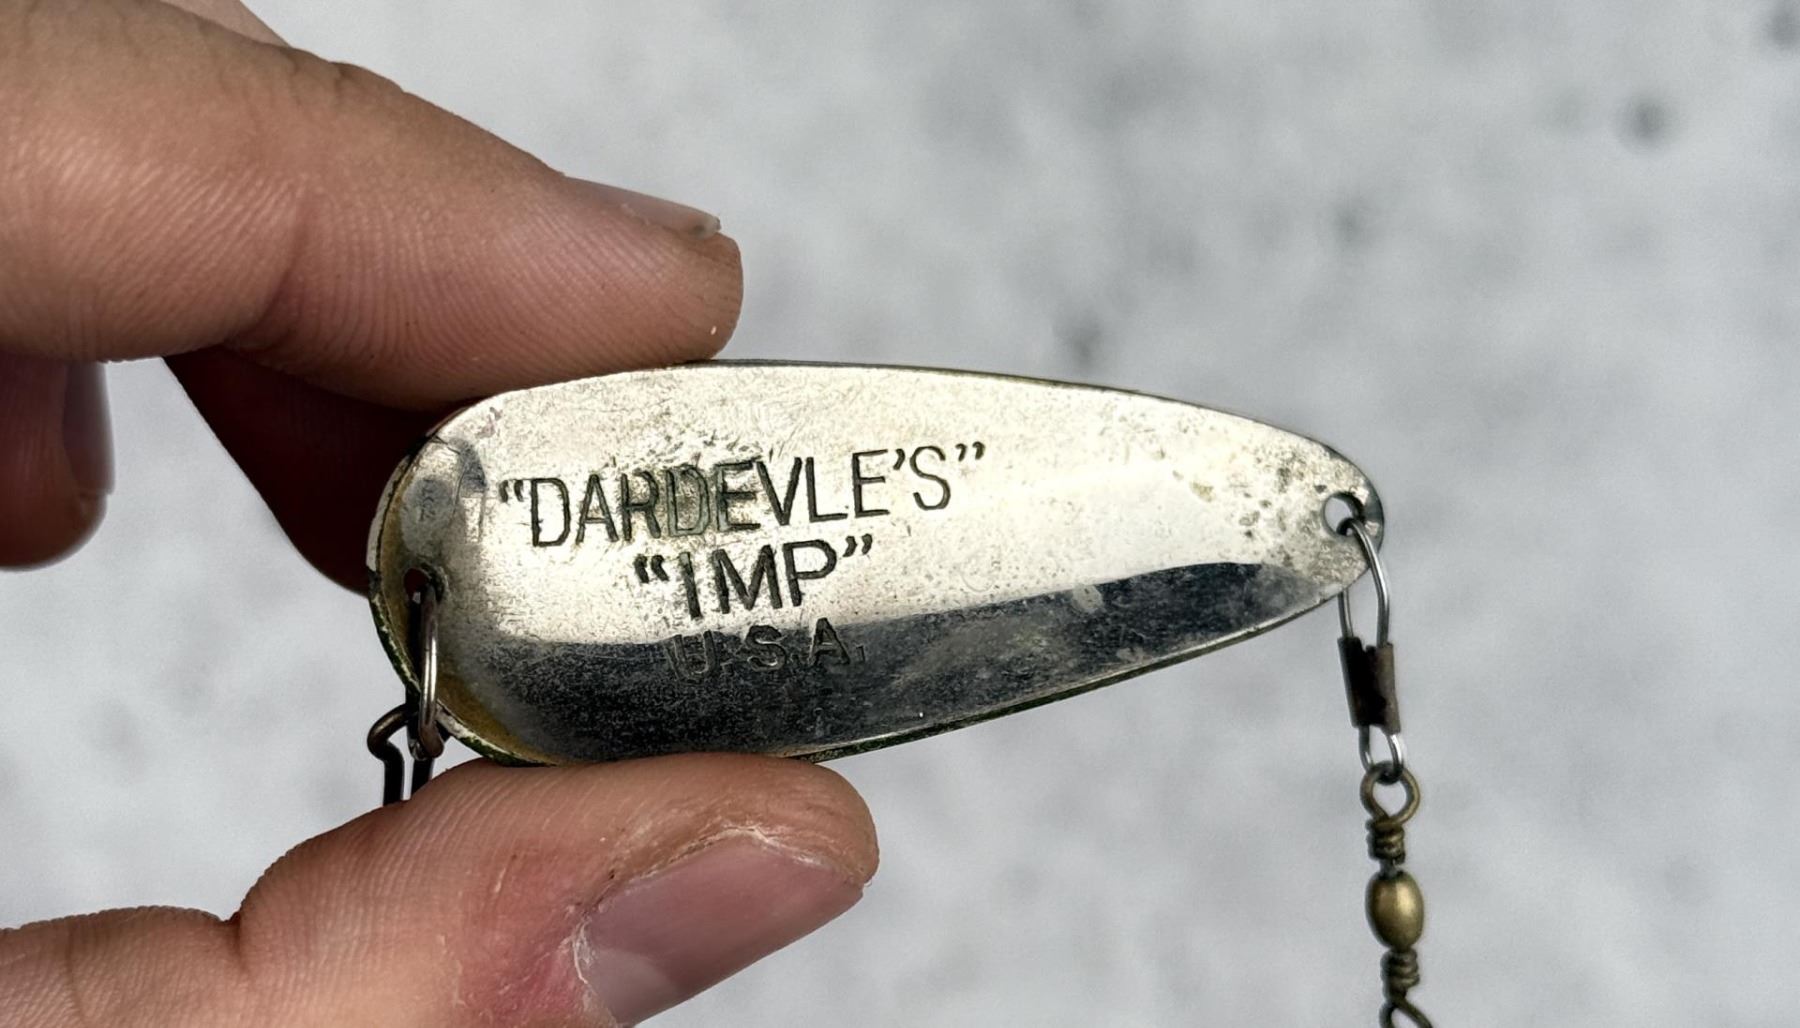 “DARDEVLE’S”
“IMP”
U.S.A.